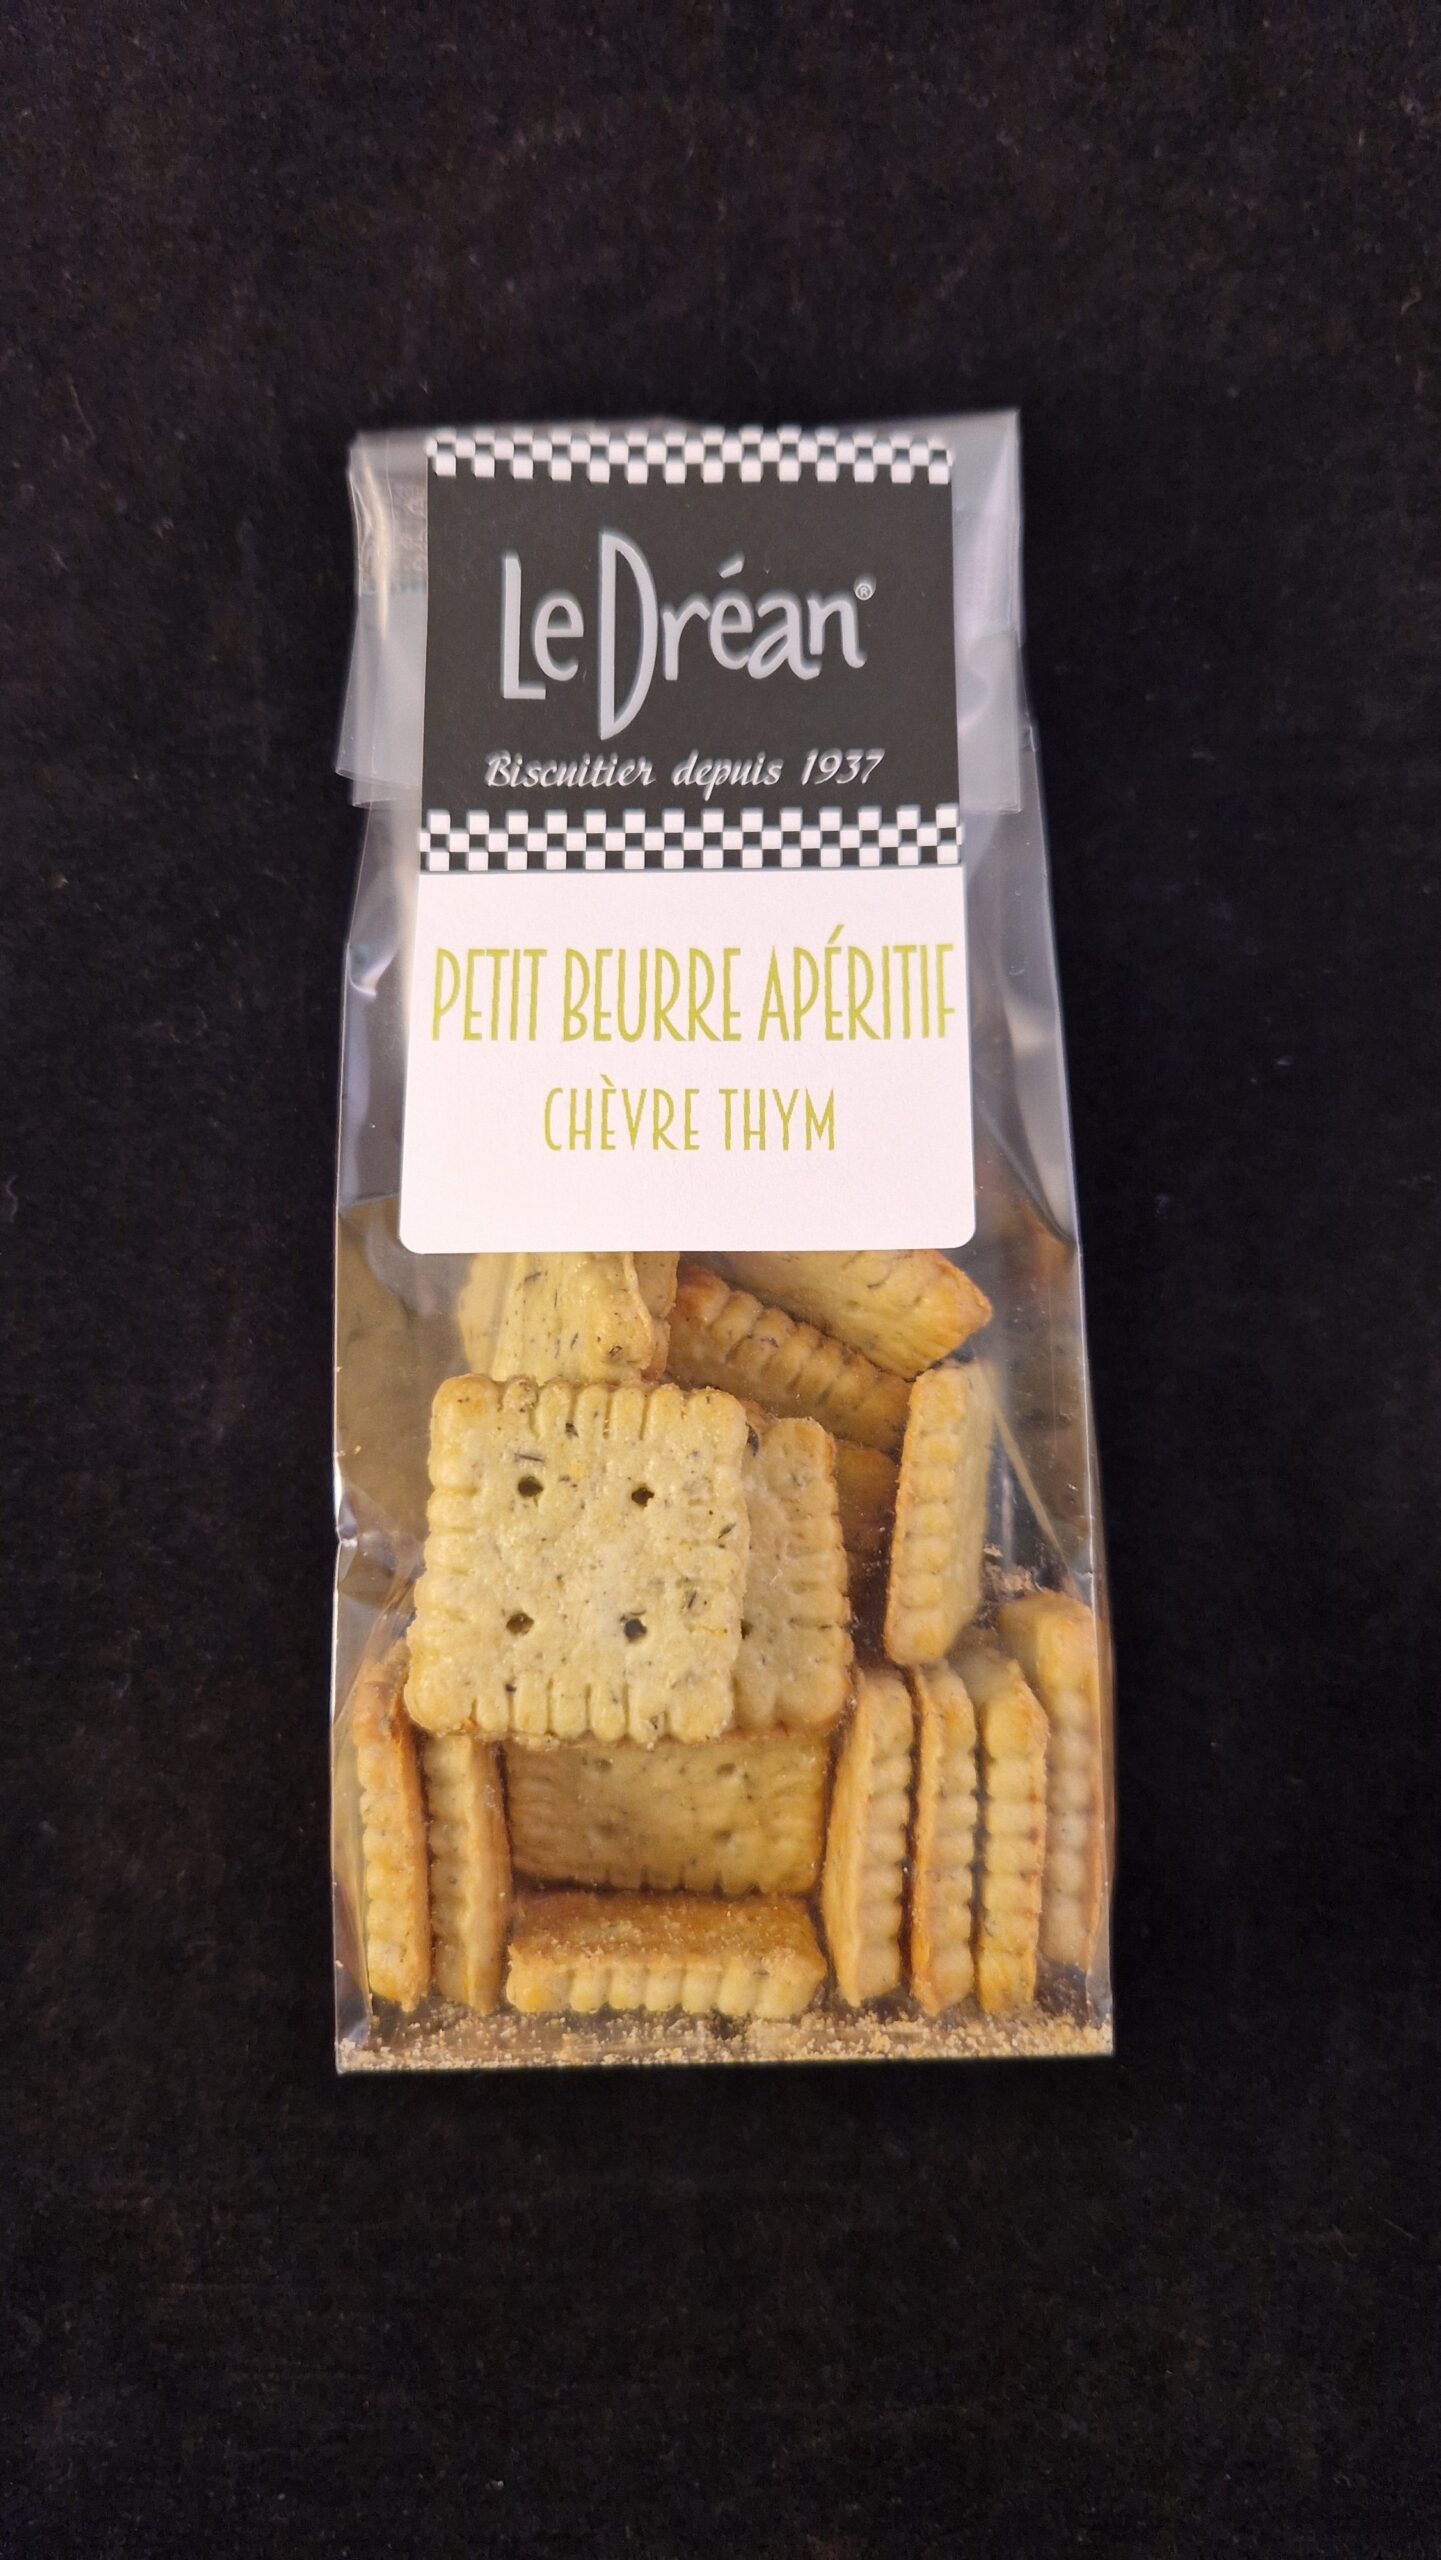 Le Dréan®
Biscuitier depuis 1937
PETIT BEURRE APÉRITIF
CHÈVRE THYM